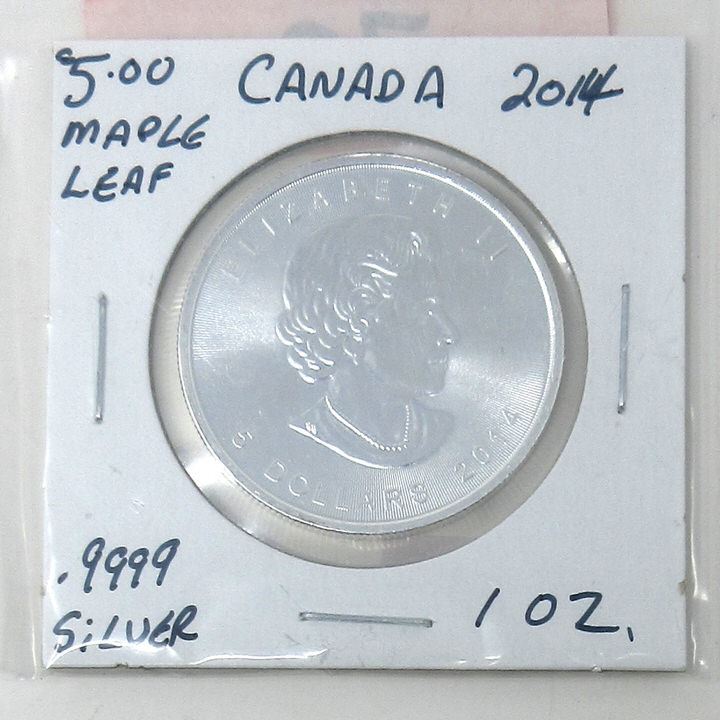 $5.00 CANADA 2014
MAPLE
LEAF
ELIZABETH II
5 DOLLARS 2014
.9999
SiLVER
1 OZ.